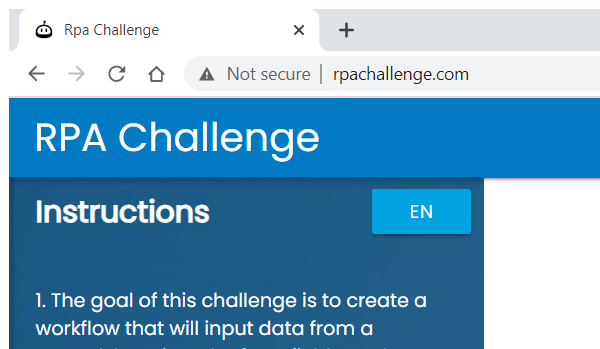 Rpa Challenge
Not secure | rpachallenge.com
RPA Challenge
Instructions
EN
1. The goal of this challenge is to create a
workflow that will input data from a